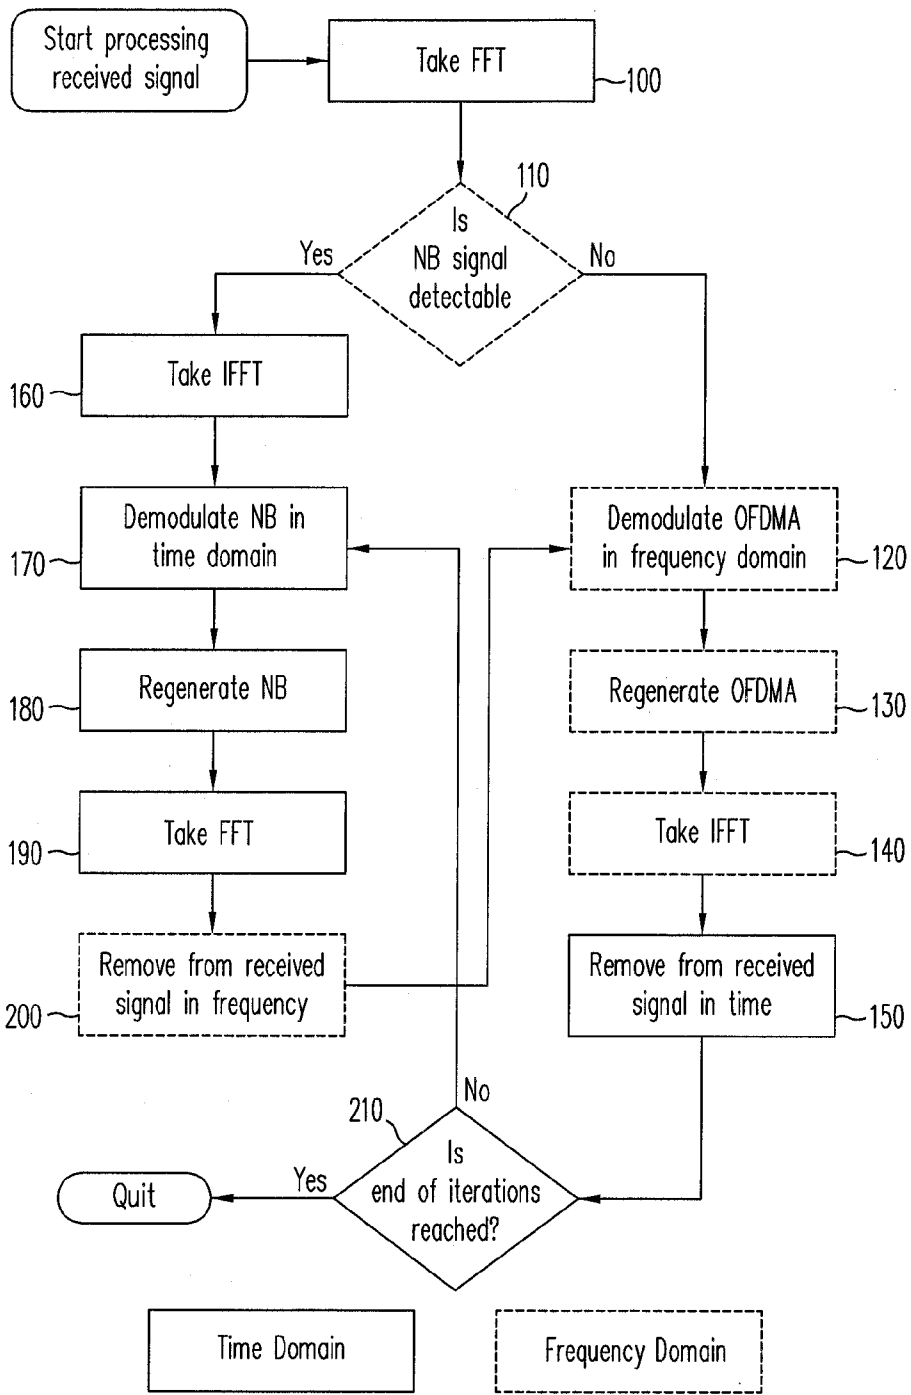 Start processing
received signal
Take FFT
100
110
Is
NB signal
detectable
Yes
No
Take IFFT
160
Demodulate NB in
time domain
170
Demodulate OFDMA
in frequency domain
120
Regenerate NB
180
Regenerate OFDMA
130
Take FFT
190
Take IFFT
140
Remove from received
signal in frequency
200
Remove from received
signal in time
150
No
210
Is
end of iterations
reached?
Yes
Quit
Time Domain
Frequency Domain